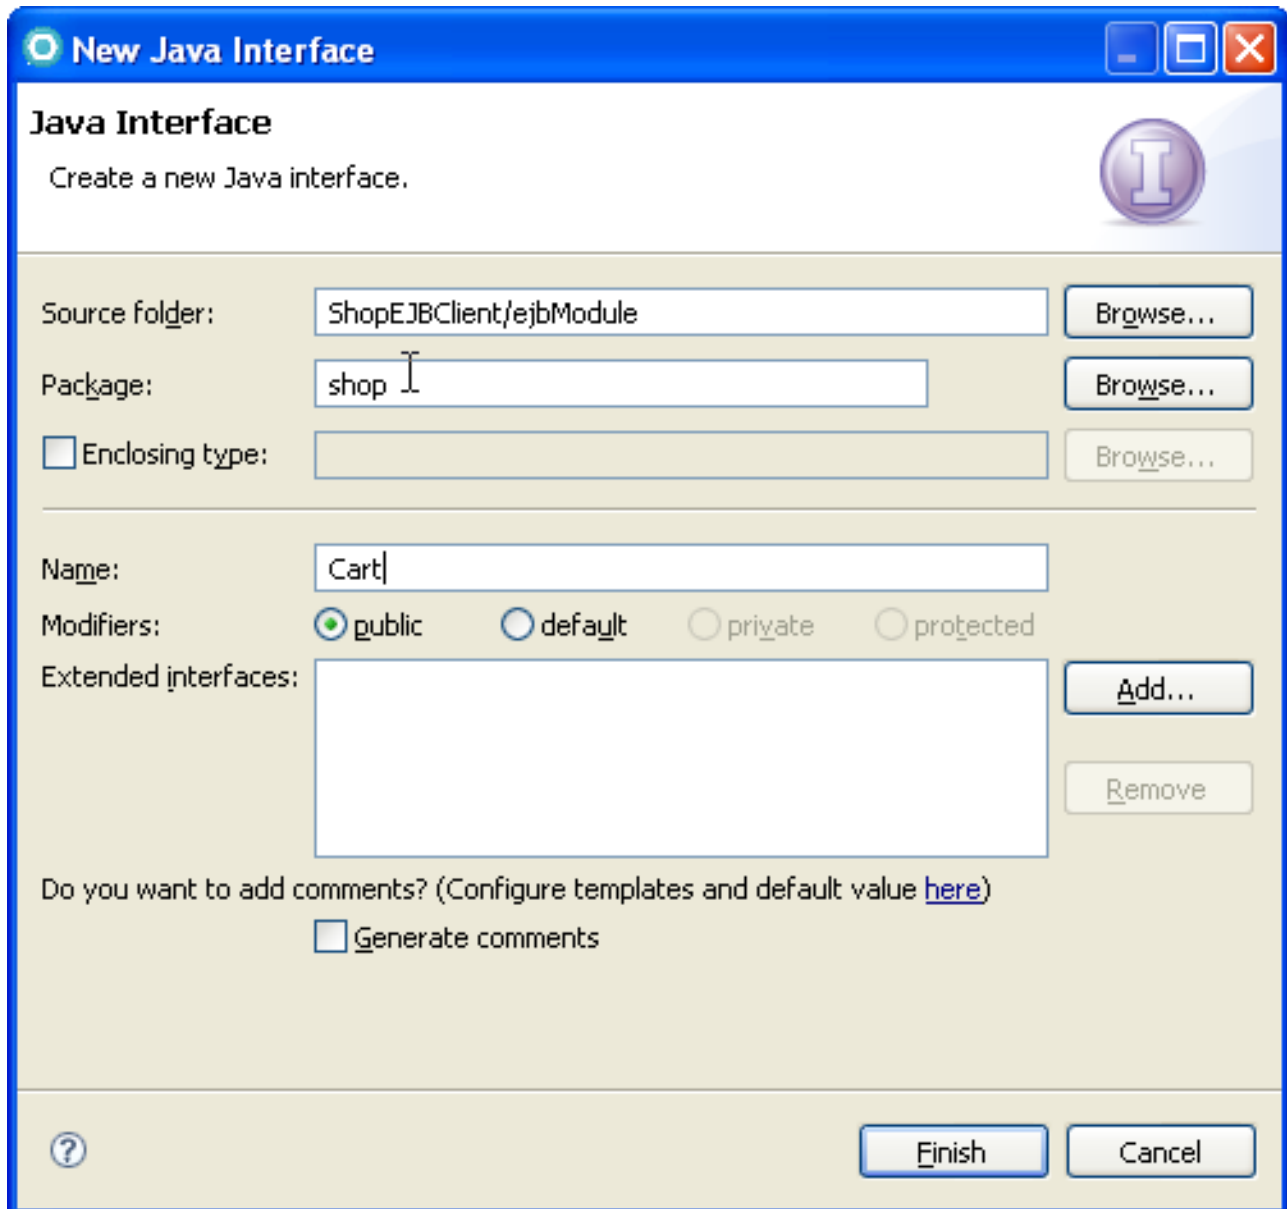 New Java Interface
Java Interface
Create a new Java interface.
I
Source folder: ShopEJBClient/ejbModule Browse...
Package: shop Browse...
Enclosing type: Browse...
Name: Cart
Modifiers: public default private protected
Extended interfaces: Add...
Remove
Do you want to add comments? (Configure templates and default value here)
Generate comments
? Finish Cancel